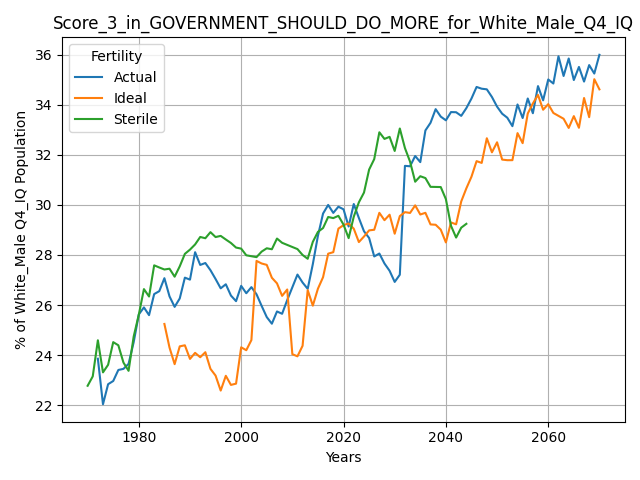 Score_3_in_GOVERNMENT_SHOULD_DO_MORE_for_White_Male_Q4_IQ
Fertility
Actual
Ideal
Sterile
% of White_Male Q4_IQ Population
36
34
32
30
28
26
24
22
1980 2000 2020 2040 2060
Years